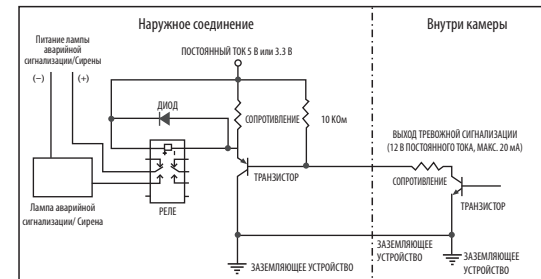 Наружное соединение
Внутри камеры
Питание лампы
аварийной
сигнализации/Сирены
(–) (+)
ПОСТОЯННЫЙ ТОК 5 В или 3.3 В
ДИОД
СОПРОТИВЛЕНИЕ
10 КОм
ВЫХОД ТРЕВОЖНОЙ СИГНАЛИЗАЦИИ
(12 В ПОСТОЯННОГО ТОКА, МАКС. 20 мА)
СОПРОТИВЛЕНИЕ
ТРАНЗИСТОР
ТРАНЗИСТОР
РЕЛЕ
Лампа аварийной
сигнализации/ Сирена
ЗАЗЕМЛЯЮЩЕЕ УСТРОЙСТВО
ЗАЗЕМЛЯЮЩЕЕ
УСТРОЙСТВО
ЗАЗЕМЛЯЮЩЕЕ
УСТРОЙСТВО